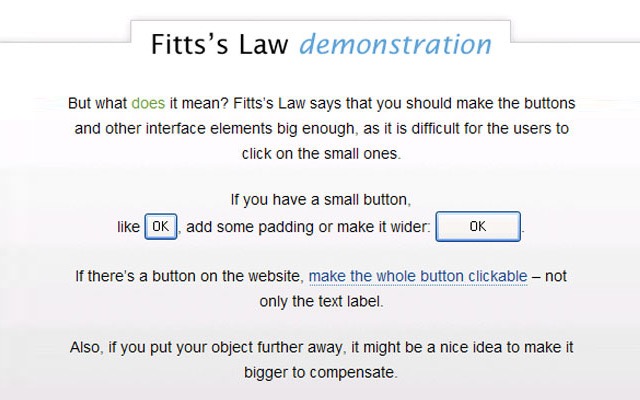 Fitts's Law demonstration
But what does it mean? Fitts's Law says that you should make the buttons
and other interface elements big enough, as it is difficult for the users to
click on the small ones.
If you have a small button,
like OK, add some padding or make it wider: OK.
If there's a button on the website, make the whole button clickable – not
only the text label.
Also, if you put your object further away, it might be a nice idea to make it
bigger to compensate.